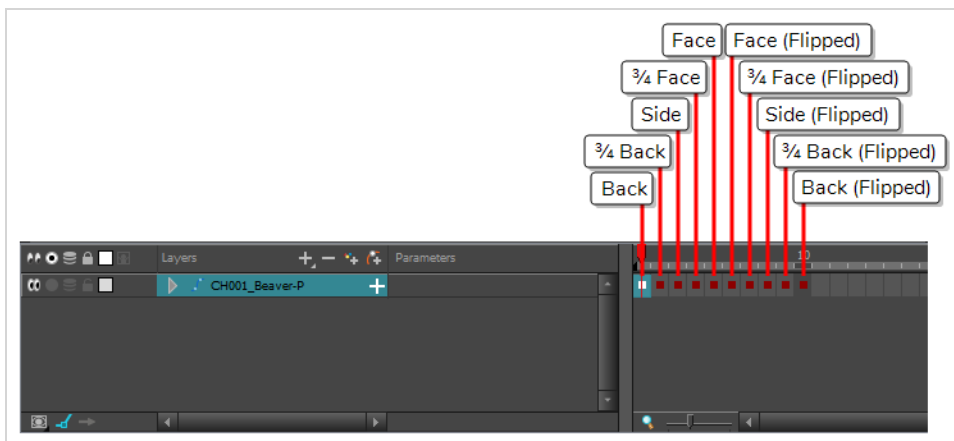 Face Face (Flipped)
¾ Face ¾ Face (Flipped)
Side Side (Flipped)
¾ Back ¾ Back (Flipped)
Back Back (Flipped)
Layers Parameters 10
CH001_Beaver-P